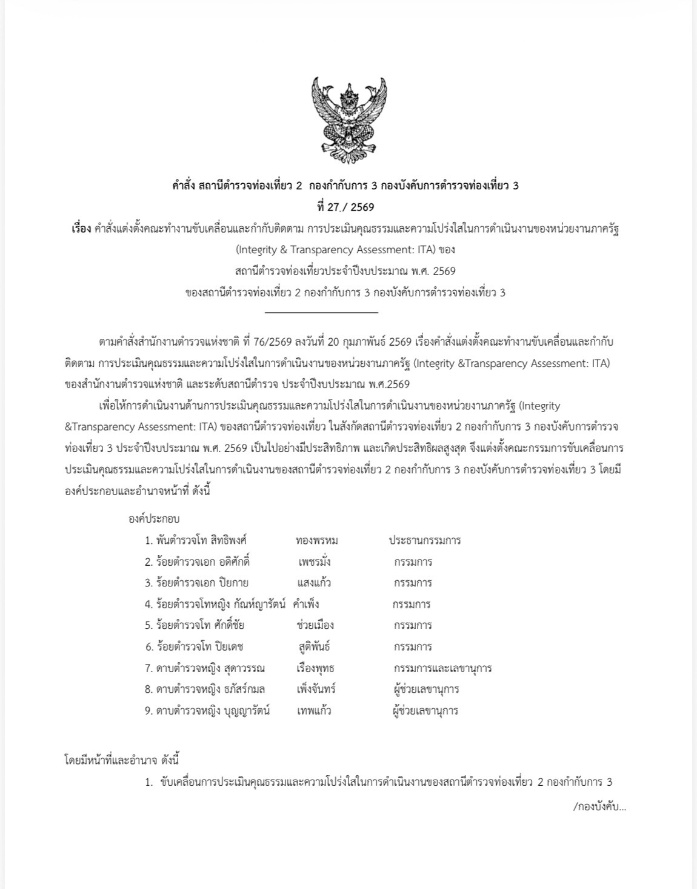 คำสั่ง สถานีตำรวจท่องเที่ยว 2 กองกำกับการ 3 กองบังคับการตำรวจท่องเที่ยว 3
ที่ 27 / 2569
เรื่อง คำสั่งแต่งตั้งคณะทำงานขับเคลื่อนและกำกับติดตาม การประเมินคุณธรรมและความโปร่งใสในการดำเนินงานของหน่วยงานภาครัฐ
(Integrity & Transparency Assessment: ITA) ของ
สถานีตำรวจท่องเที่ยวประจำปีงบประมาณ พ.ศ. 2569
ของสถานีตำรวจท่องเที่ยว 2 กองกำกับการ 3 กองบังคับการตำรวจท่องเที่ยว 3
ตามคำสั่งสำนักงานตำรวจแห่งชาติ ที่ 76/2569 ลงวันที่ 20 กุมภาพันธ์ 2569 เรื่องคำสั่งแต่งตั้งคณะทำงานขับเคลื่อนและกำกับ
ติดตาม การประเมินคุณธรรมและความโปร่งใสในการดำเนินงานของหน่วยงานภาครัฐ (Integrity &Transparency Assessment: ITA)
ของสำนักงานตำรวจแห่งชาติ และระดับสถานีตำรวจ ประจำปีงบประมาณ พ.ศ.2569
เพื่อให้การดำเนินงานด้านการประเมินคุณธรรมและความโปร่งใสในการดำเนินงานของหน่วยงานภาครัฐ (Integrity
&Transparency Assessment: ITA) ของสถานีตำรวจท่องเที่ยว ในสังกัดสถานีตำรวจท่องเที่ยว 2 กองกำกับการ 3 กองบังคับการตำรวจ
ท่องเที่ยว 3 ประจำปีงบประมาณ พ.ศ. 2569 เป็นไปอย่างมีประสิทธิภาพ และเกิดประสิทธิผลสูงสุด จึงแต่งตั้งคณะกรรมการขับเคลื่อนการ
ประเมินคุณธรรมและความโปร่งใสในการดำเนินงานของสถานีตำรวจท่องเที่ยว 2 กองกำกับการ 3 กองบังคับการตำรวจท่องเที่ยว 3 โดยมี
องค์ประกอบและอำนาจหน้าที่ ดังนี้
องค์ประกอบ
1. พันตำรวจโท สิทธิพงศ์ ทองพรหม ประธานกรรมการ
2. ร้อยตำรวจเอก อดิศักดิ์ เพชรมั่ง กรรมการ
3. ร้อยตำรวจเอก ปิยกาย แสงแก้ว กรรมการ
4. ร้อยตำรวจโทหญิง กัณห์ญารัตน์ คำเพ็ง กรรมการ
5. ร้อยตำรวจโท ศักดิ์ชัย ช่วยเมือง กรรมการ
6. ร้อยตำรวจโท ปิยเดช สูติพันธ์ กรรมการ
7. ดาบตำรวจหญิง สุดาวรรณ เรืองพุทธ กรรมการและเลขานุการ
8. ดาบตำรวจหญิง ธภัสร์กมล เพ็งจันทร์ ผู้ช่วยเลขานุการ
9. ดาบตำรวจหญิง บุญญารัตน์ เทพแก้ว ผู้ช่วยเลขานุการ
โดยมีหน้าที่และอำนาจ ดังนี้
1. ขับเคลื่อนการประเมินคุณธรรมและความโปร่งใสในการดำเนินงานของสถานีตำรวจท่องเที่ยว 2 กองกำกับการ 3
/กองบังคับ...